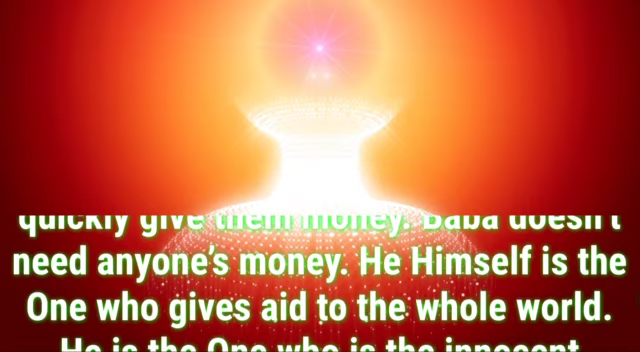 quickly give them money. Baba doesn't
need anyone’s money. He Himself is the
One who gives aid to the whole world.
He is the One who is the innocent